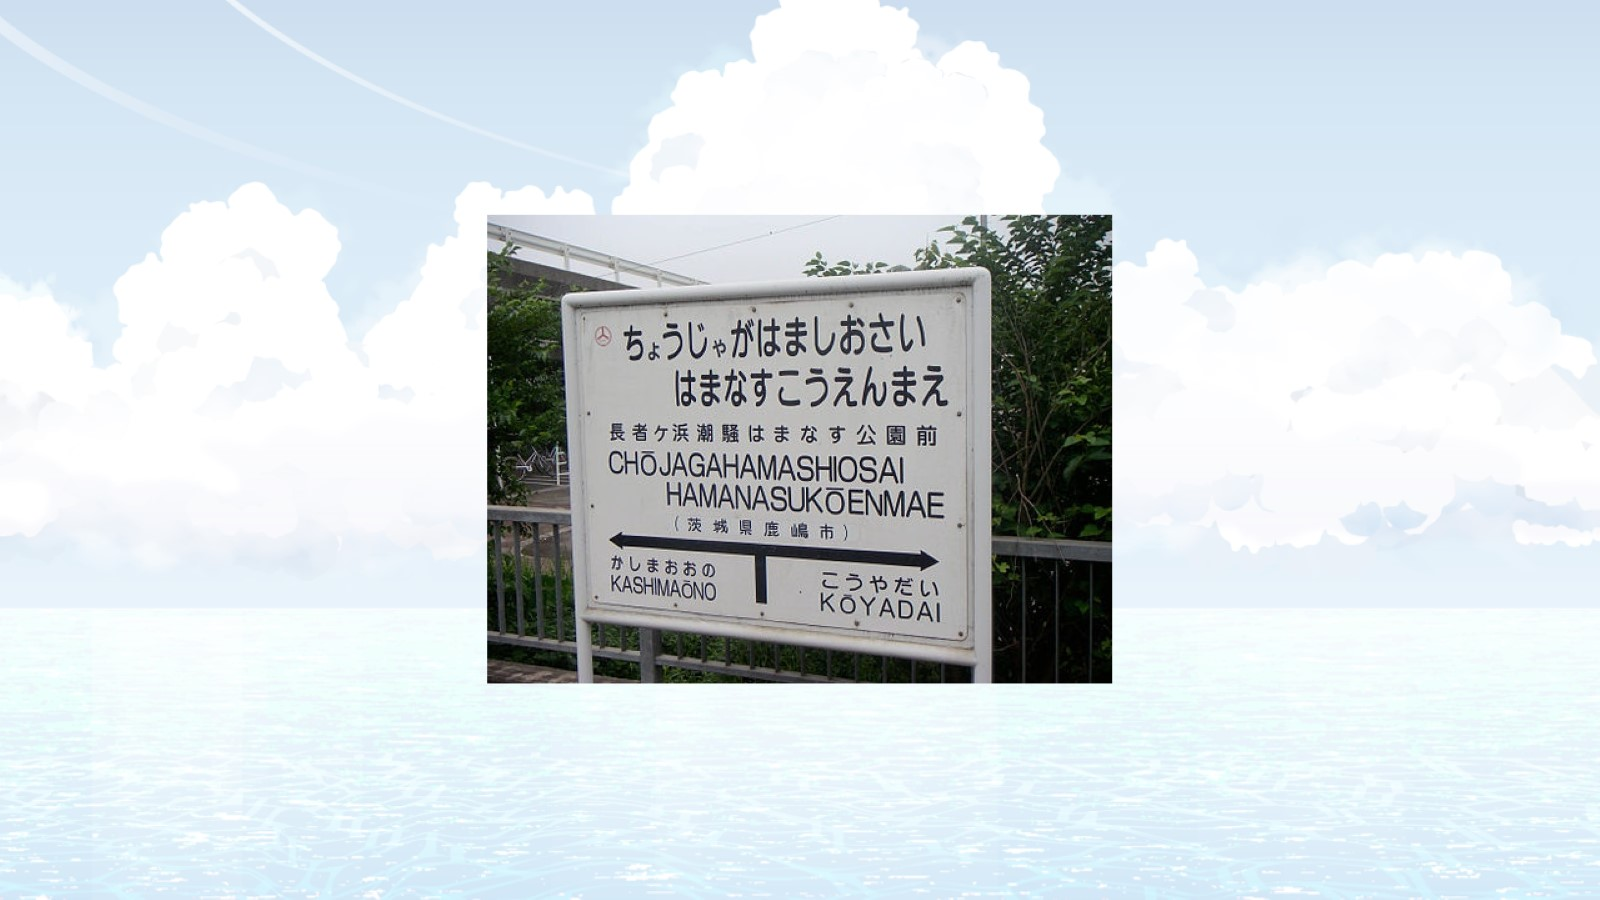 ちょうじゃがはましおさい
はまなすこうえんまえ
長者ヶ浜潮騒はまなす公園前
CHŌJAGAHAMASHIOSAI
HAMANASUKŌENMAE
(茨城県鹿嶋市)
かしまおおの こうやだい
KASHIMAŌNO KŌYADAI